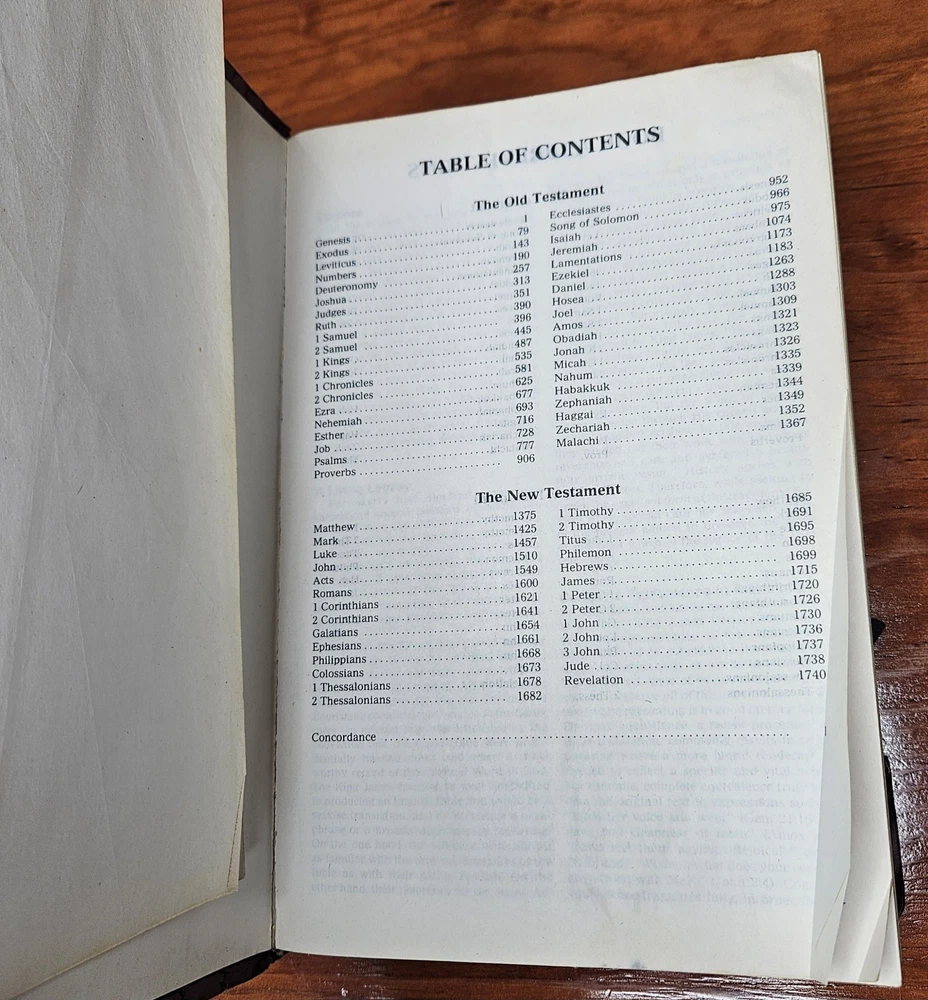 TABLE OF CONTENTS
The Old Testament
Genesis 1
Exodus 79
Leviticus 143
Numbers 190
Deuteronomy 257
Joshua 313
Judges 351
Ruth 390
1 Samuel 396
2 Samuel 445
1 Kings 487
2 Kings 535
1 Chronicles 581
2 Chronicles 625
Ezra 677
Nehemiah 693
Esther 716
Job 728
Psalms 777
Proverbs 906
Ecclesiastes 952
Song of Solomon 966
Isaiah 975
Jeremiah 1074
Lamentations 1173
Ezekiel 1183
Daniel 1263
Hosea 1288
Joel 1303
Amos 1309
Obadiah 1321
Jonah 1323
Micah 1326
Nahum 1335
Habakkuk 1339
Zephaniah 1344
Haggai 1349
Zechariah 1352
Malachi 1367
The New Testament
Matthew 1375
Mark 1425
Luke 1457
John 1510
Acts 1549
Romans 1600
1 Corinthians 1621
2 Corinthians 1641
Galatians 1654
Ephesians 1661
Philippians 1668
Colossians 1673
1 Thessalonians 1678
2 Thessalonians 1682
1 Timothy 1685
2 Timothy 1691
Titus 1695
Philemon 1698
Hebrews 1699
James 1715
1 Peter 1720
2 Peter 1726
1 John 1730
2 John 1736
3 John 1737
Jude 1738
Revelation 1740
Concordance